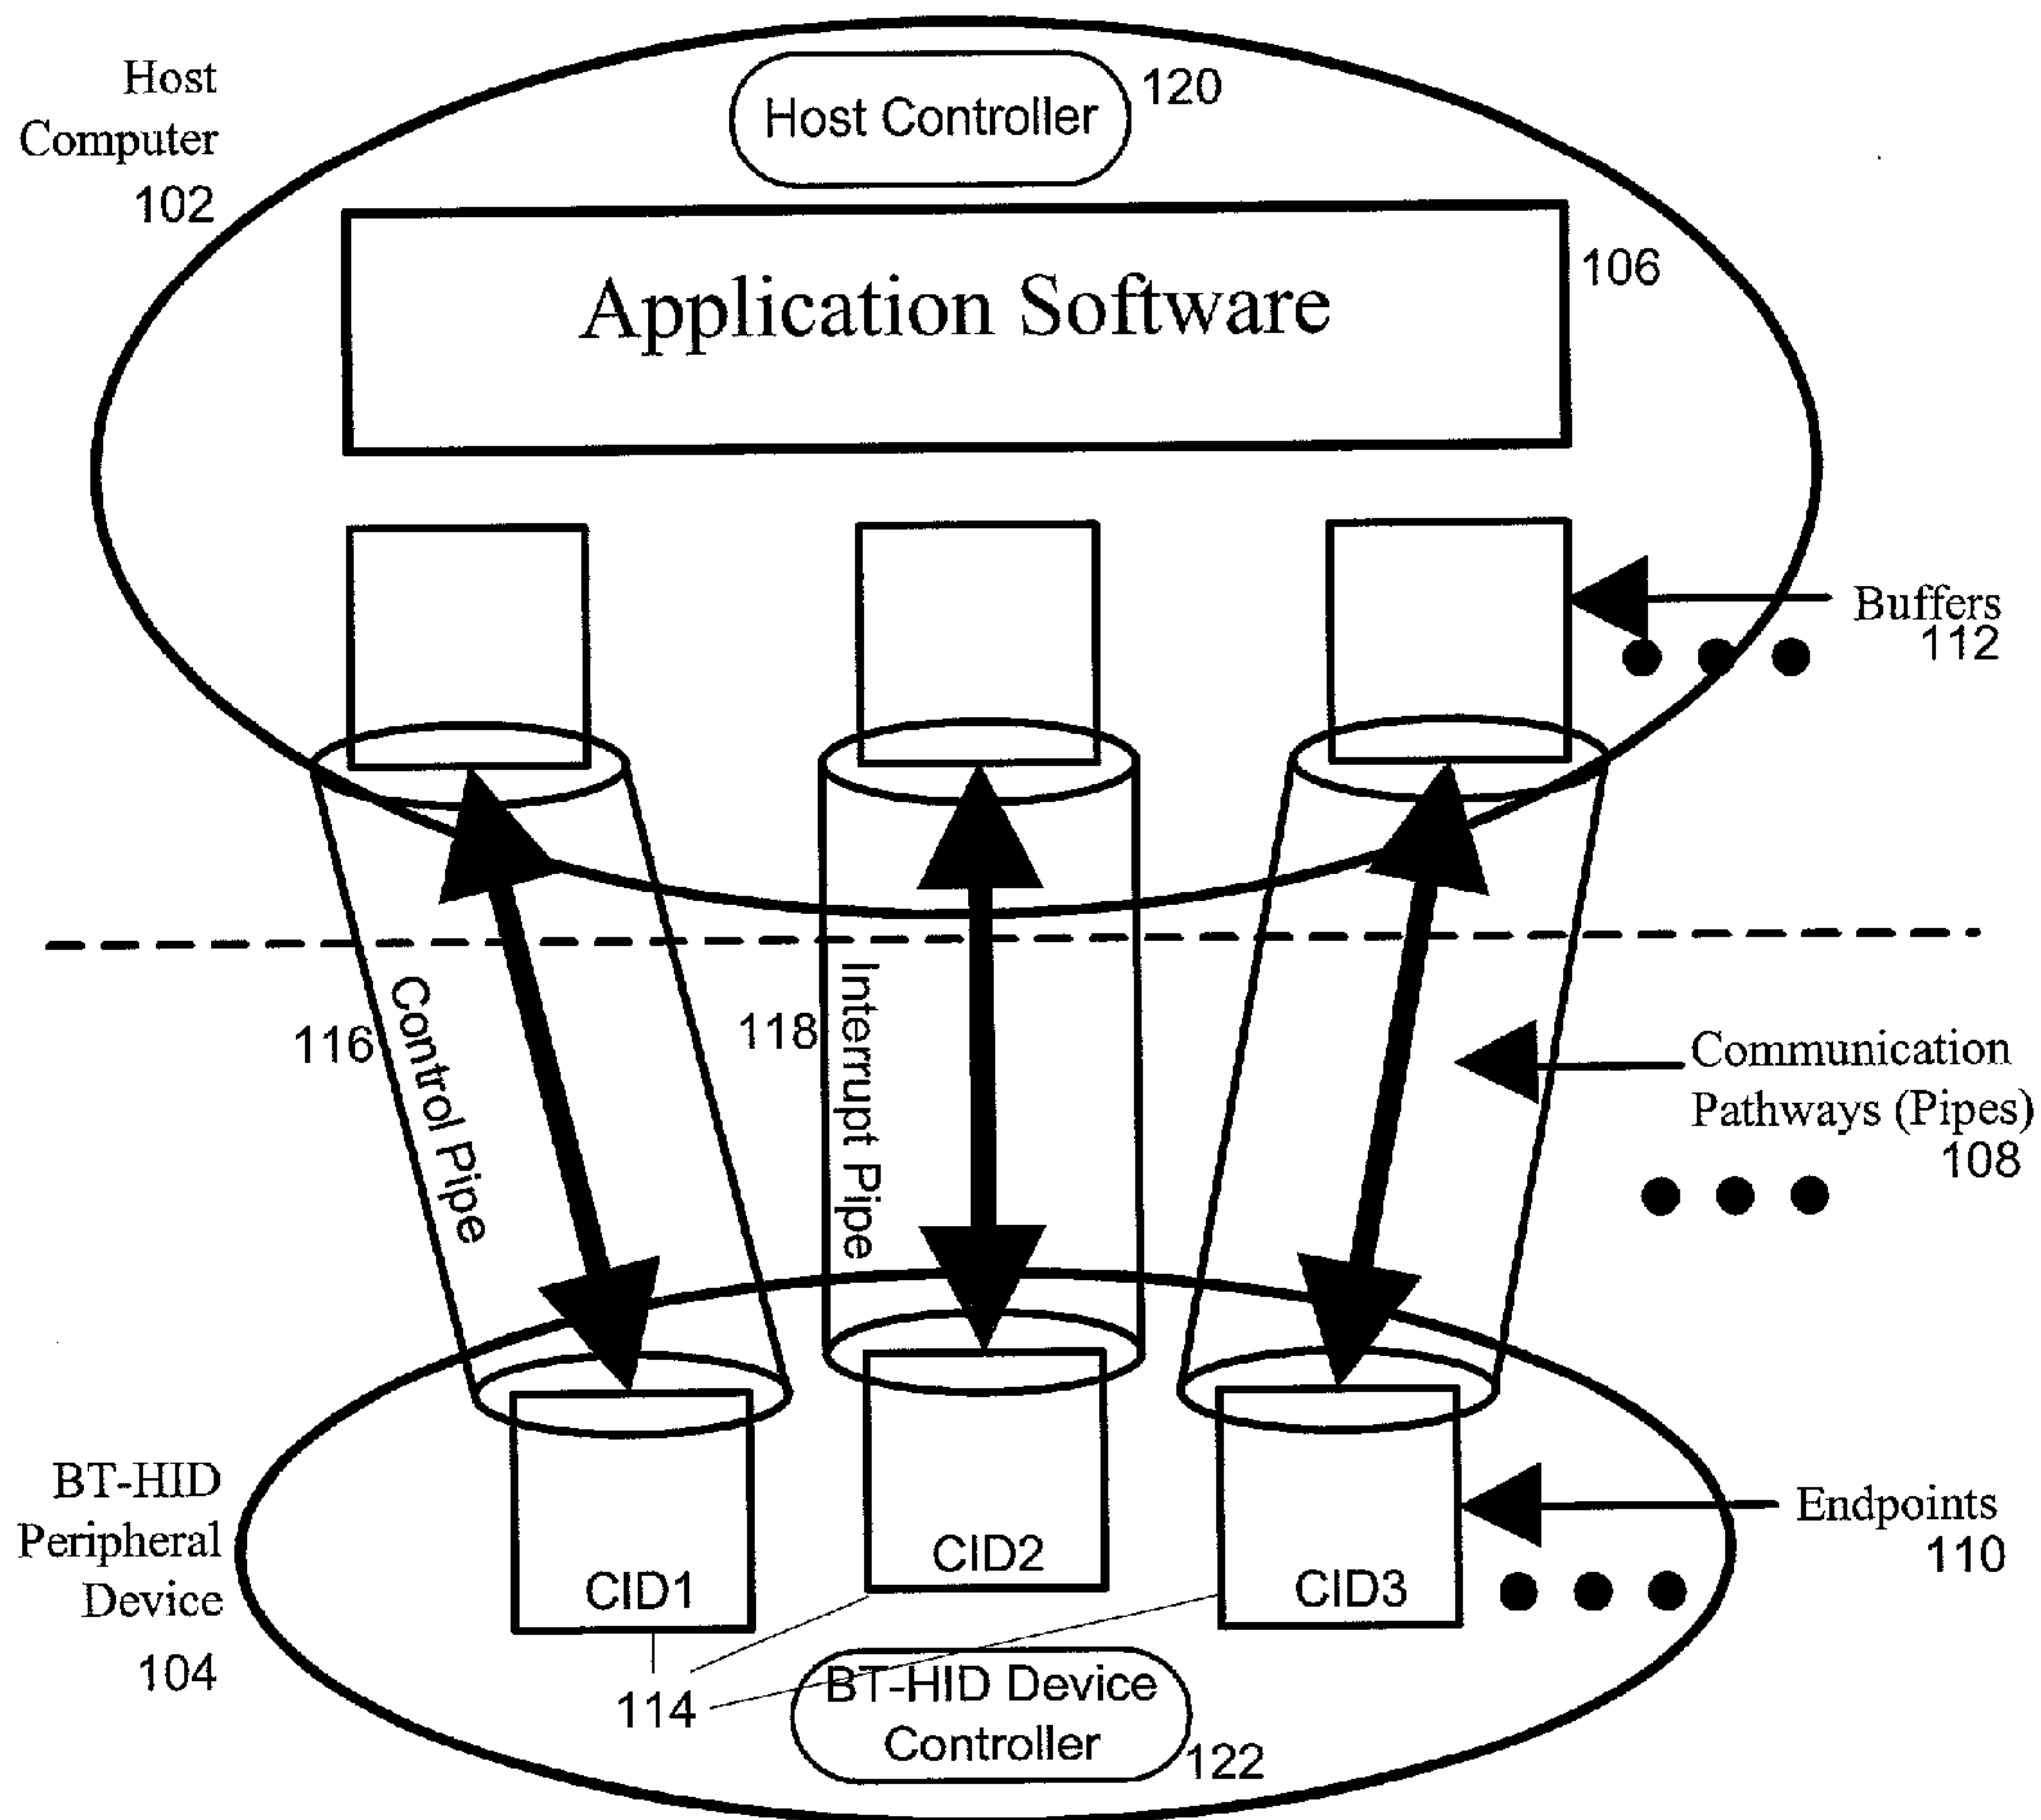 Host
Computer
102
Host Controller
120
Application Software
106
Buffers
112
116
Control Pipe
118
Interrupt Pipe
Communication
Pathways (Pipes)
108
BT-HID
Peripheral
Device
104
CID1
CID2
CID3
Endpoints
110
114
BT-HID Device
Controller
122